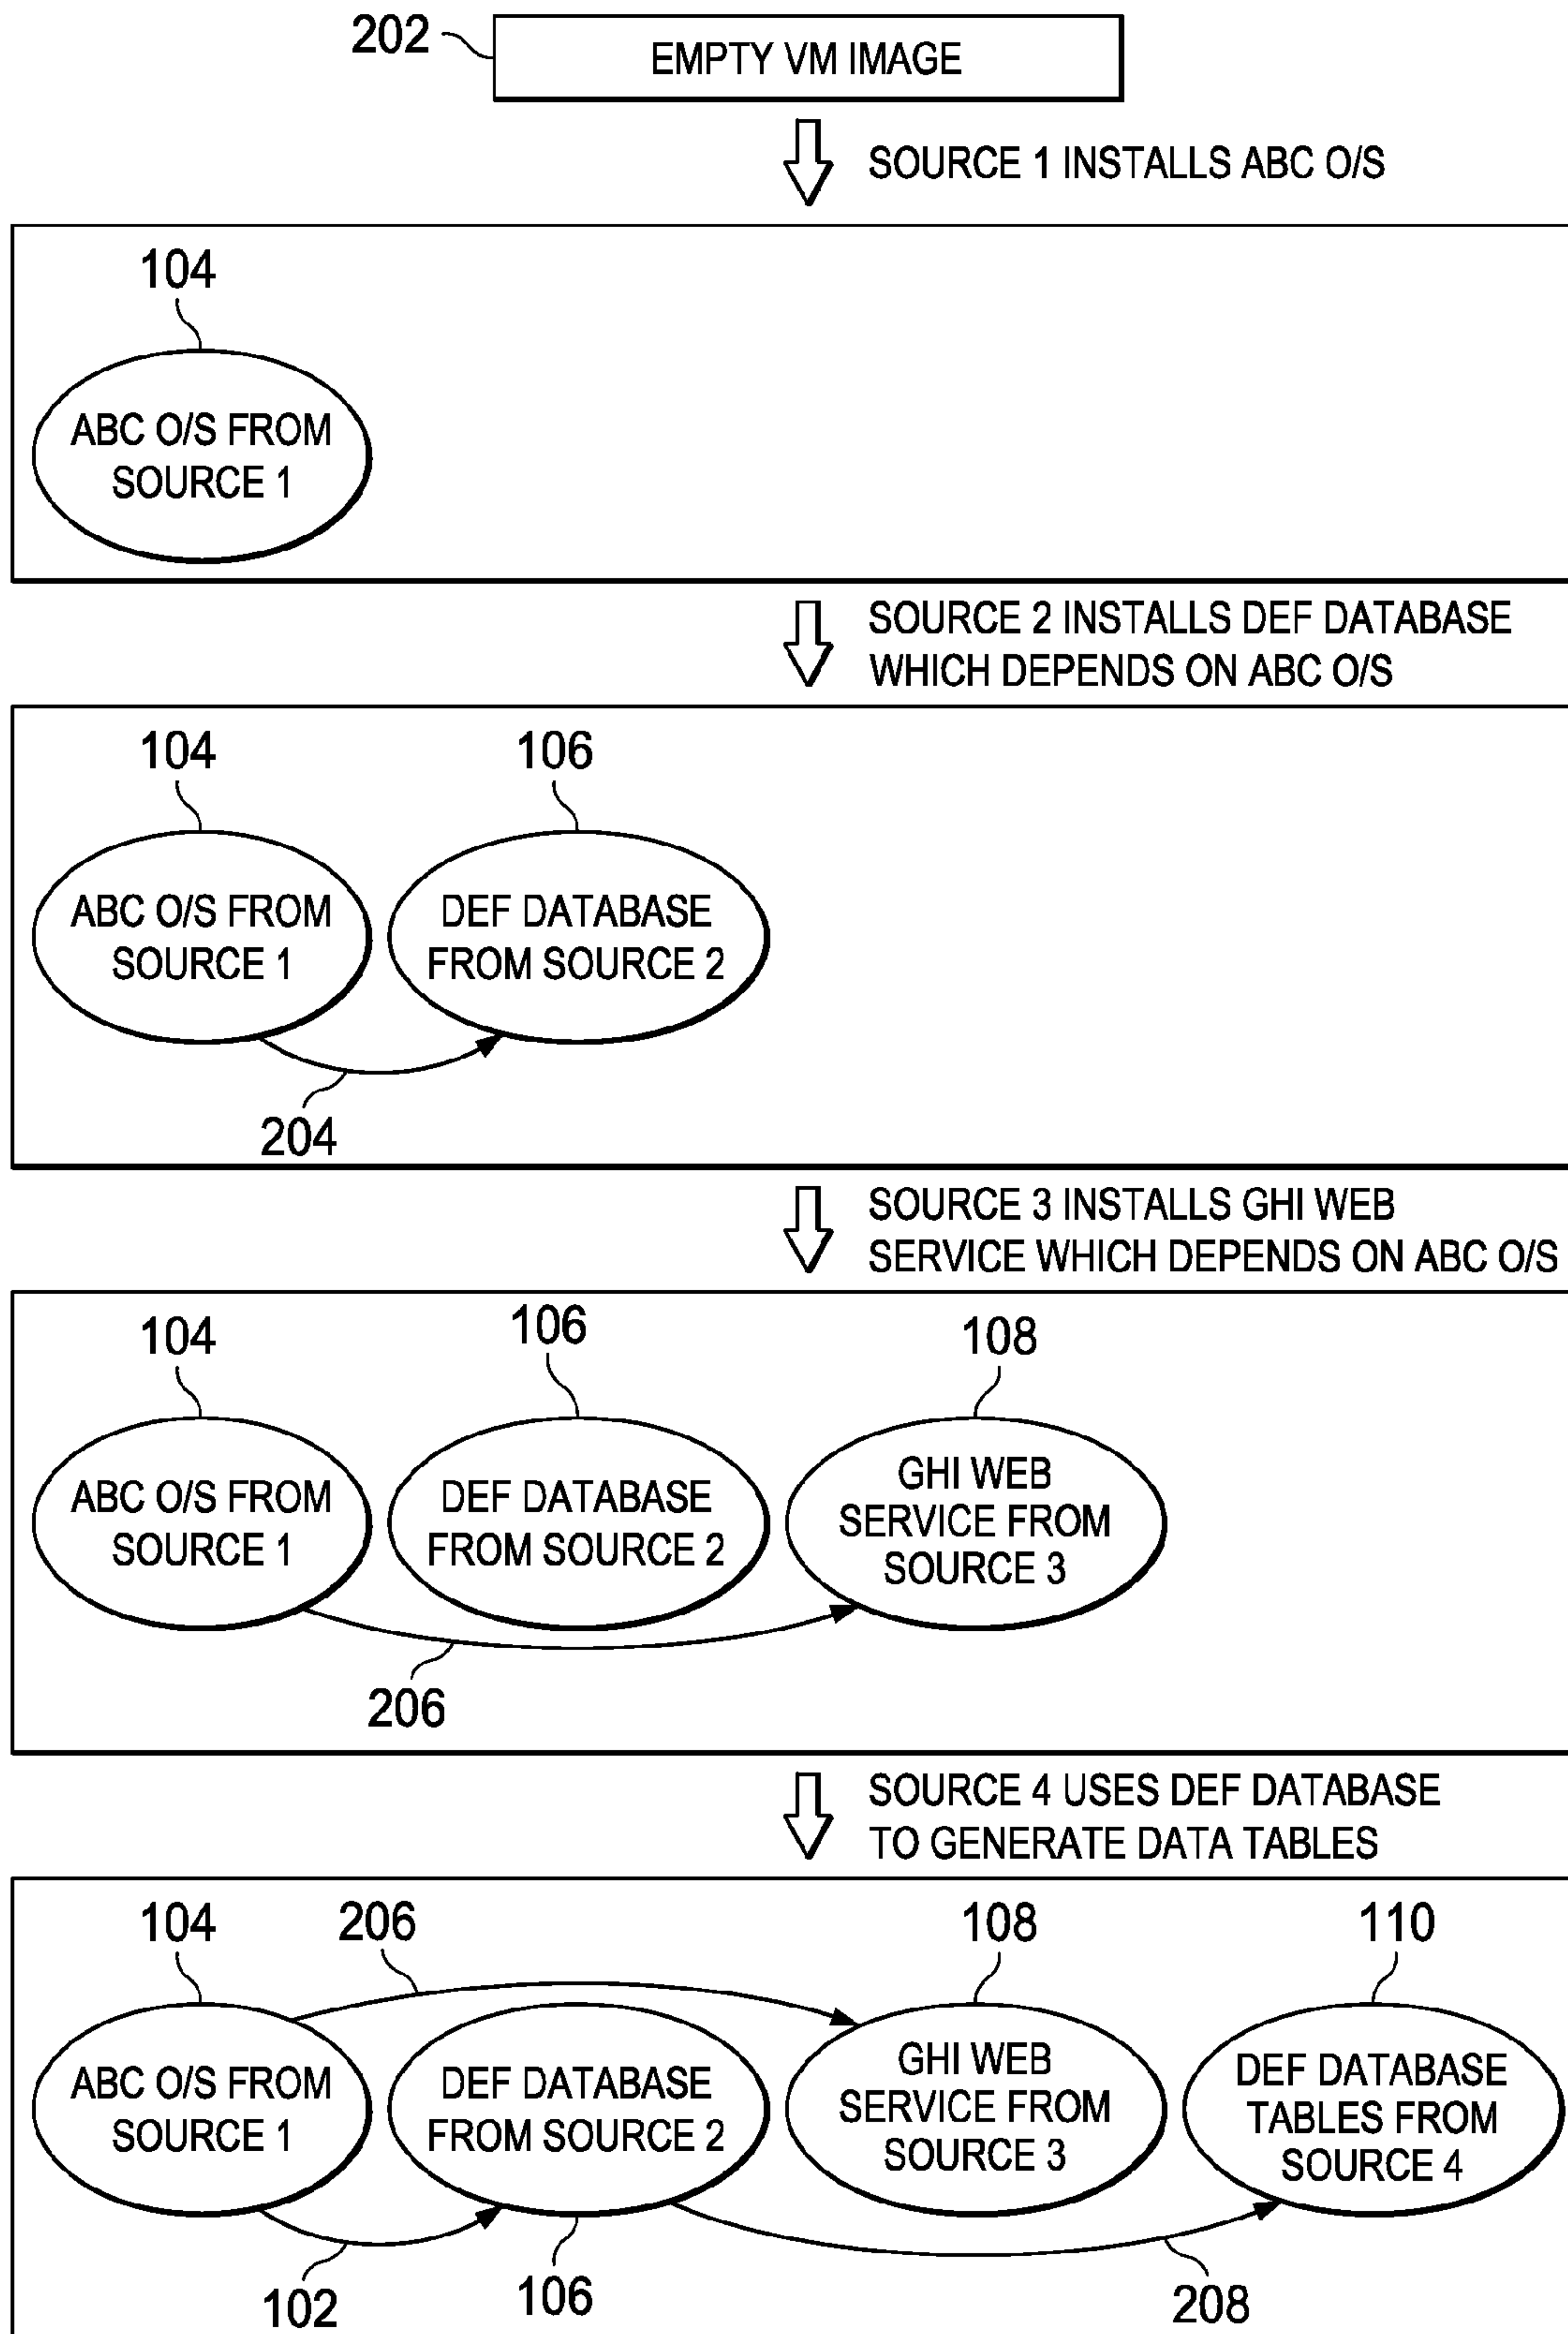 202
EMPTY VM IMAGE
SOURCE 1 INSTALLS ABC O/S
104
ABC O/S FROM
SOURCE 1
SOURCE 2 INSTALLS DEF DATABASE
WHICH DEPENDS ON ABC O/S
104
106
ABC O/S FROM
SOURCE 1
DEF DATABASE
FROM SOURCE 2
204
SOURCE 3 INSTALLS GHI WEB
SERVICE WHICH DEPENDS ON ABC O/S
104
106
108
ABC O/S FROM
SOURCE 1
DEF DATABASE
FROM SOURCE 2
GHI WEB
SERVICE FROM
SOURCE 3
206
SOURCE 4 USES DEF DATABASE
TO GENERATE DATA TABLES
104
206
108
110
ABC O/S FROM
SOURCE 1
DEF DATABASE
FROM SOURCE 2
GHI WEB
SERVICE FROM
SOURCE 3
DEF DATABASE
TABLES FROM
SOURCE 4
102
106
208